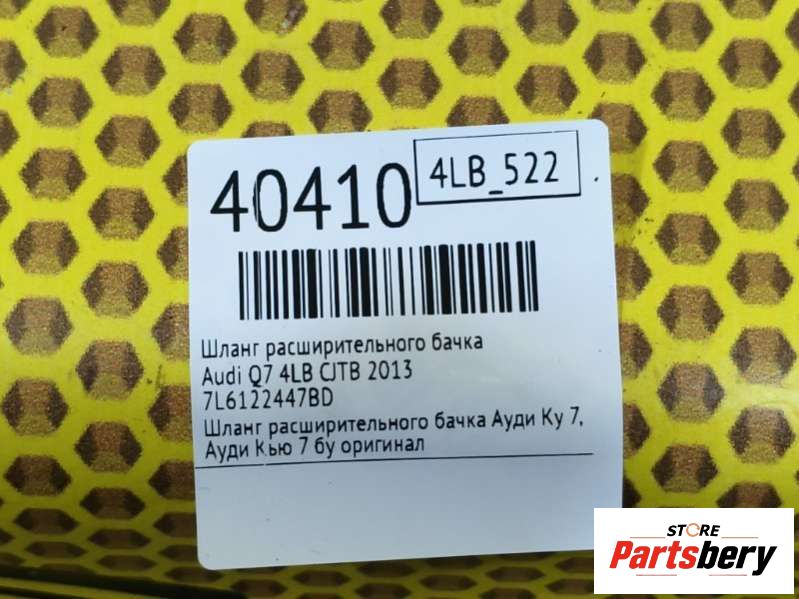 40410
4LB_522
Шланг расширительного бачка
Audi Q7 4LB CJTB 2013
7L6122447BD
Шланг расширительного бачка Ауди Ку 7,
Ауди Кью 7 бу оригинал
STORE
Partsbery